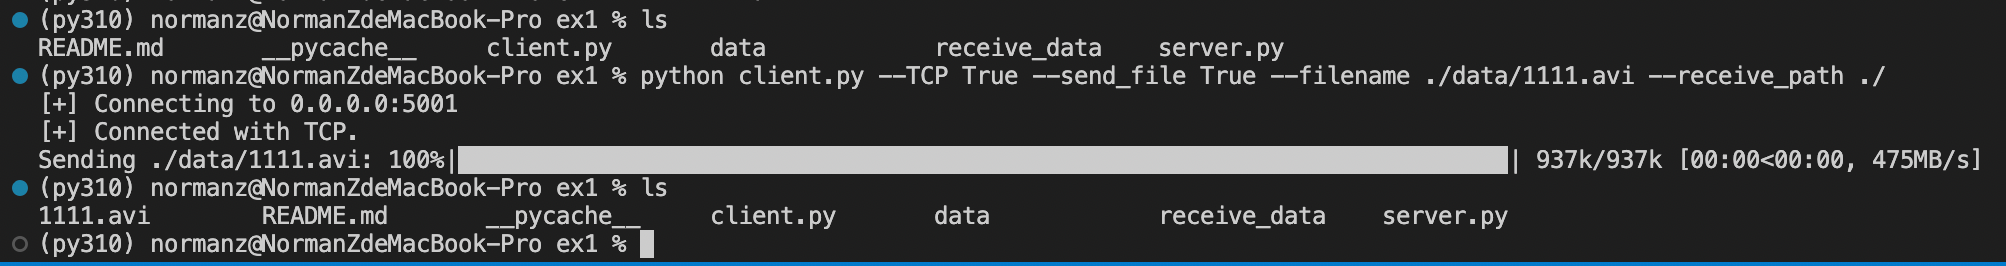 (py310) normanz@NormanZdeMacBook-Pro ex1 % ls
README.md __pycache__ client.py data receive_data server.py
(py310) normanz@NormanZdeMacBook-Pro ex1 % python client.py --TCP True --send_file True --filename ./data/1111.avi --receive_path ./
[+] Connecting to 0.0.0.0:5001
[+] Connected with TCP.
Sending ./data/1111.avi: 100%|██████████| 937k/937k [00:00<00:00, 475MB/s]
(py310) normanz@NormanZdeMacBook-Pro ex1 % ls
1111.avi README.md __pycache__ client.py data receive_data server.py
(py310) normanz@NormanZdeMacBook-Pro ex1 %